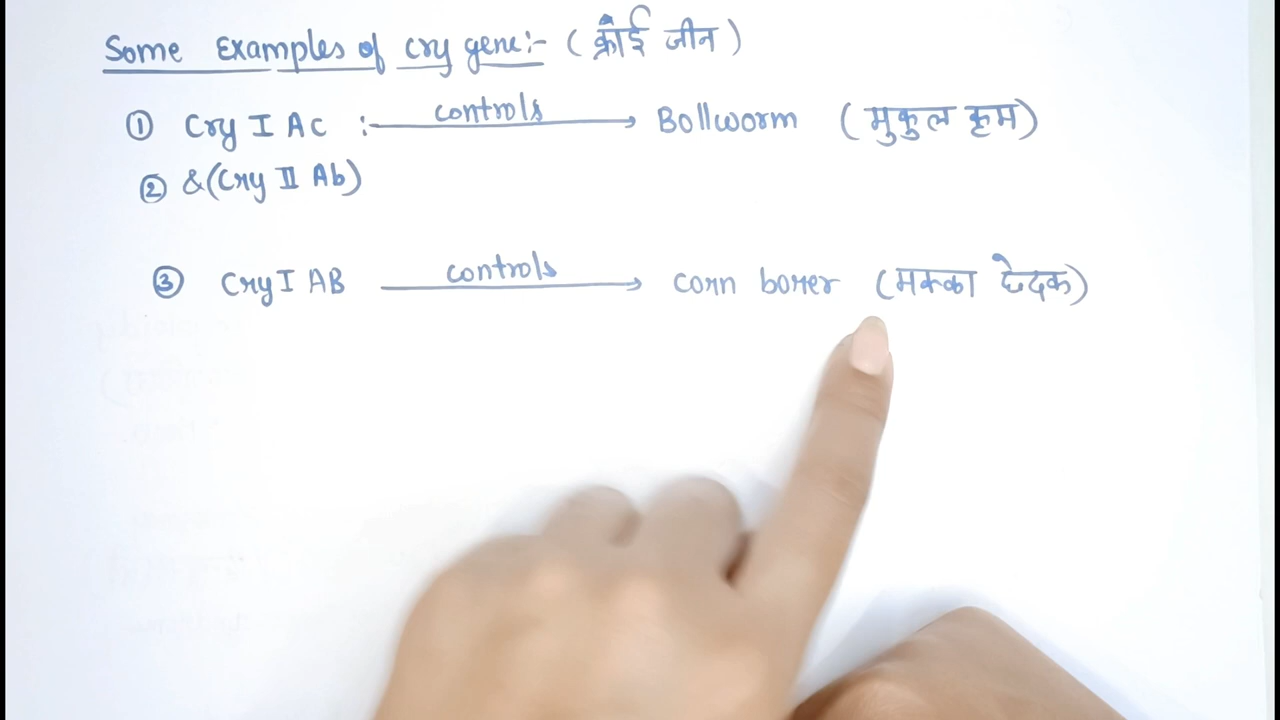 Some Examples of cry gene:- (क्राई जीन)
① Cry I Ac :- controls → Bollworm (मुकुल कृम)
② &(Cry II Ab)
③ Cry I AB controls → corn borer (मक्का छेदक)